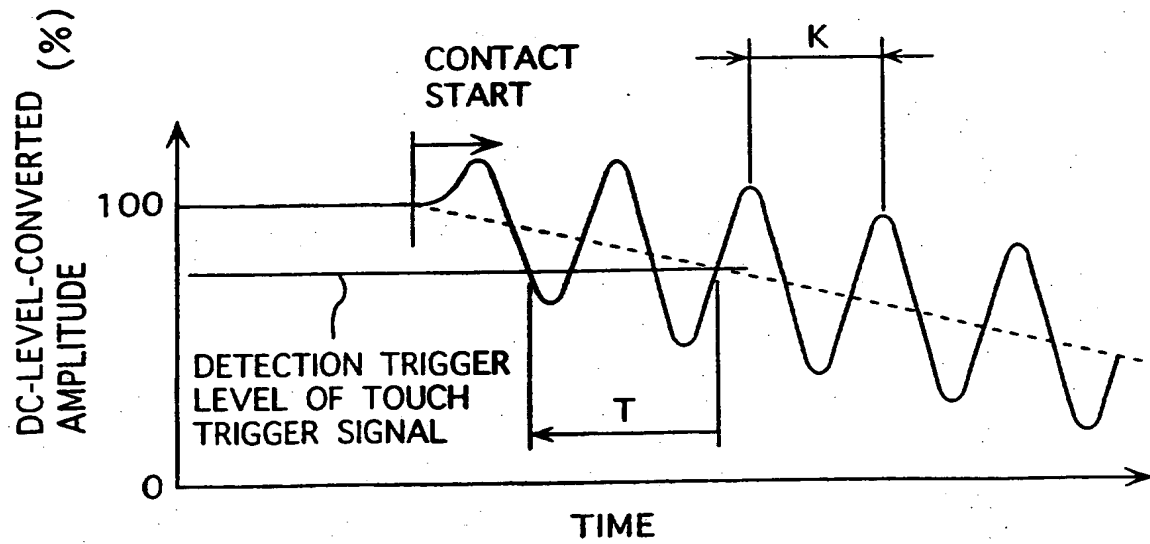 DC-LEVEL-CONVERTED
AMPLITUDE (%)
CONTACT
START
K
100
DETECTION TRIGGER
LEVEL OF TOUCH
TRIGGER SIGNAL
T
0
TIME